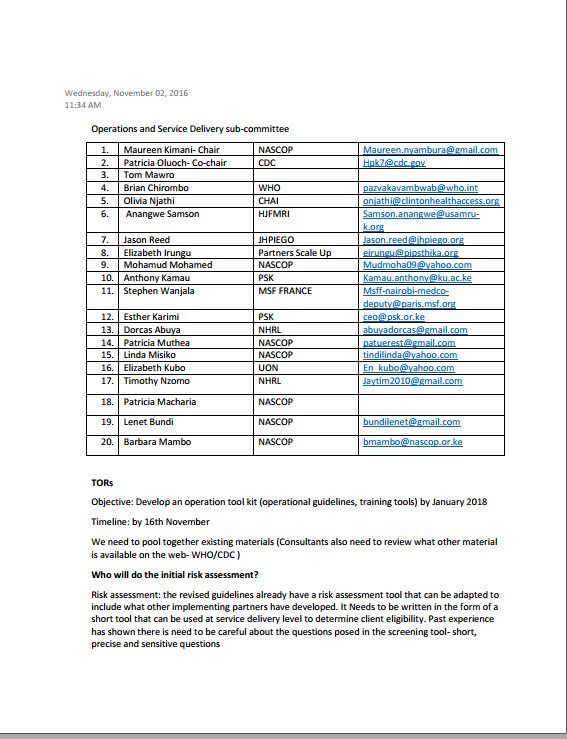 Wednesday, November 02, 2016
11:34 AM
Operations and Service Delivery sub-committee
1. Maureen Kimani- Chair NASCOP Maureen.nyambura@gmail.com
2. Patricia Oluoch- Co-chair CDC Hpk7@cdc.gov
3. Tom Mawro
4. Brian Chirombo WHO pazvakavambwab@who.int
5. Olivia Njathi CHAI onjathi@clintonhealthaccess.org
6. Anangwe Samson HJFMRI Samson.anangwe@usamru-
k.org
7. Jason Reed JHPIEGO Jason.reed@jhpiego.org
8. Elizabeth Irungu Partners Scale Up eirungu@pipsthika.org
9. Mohamud Mohamed NASCOP Mudmoha09@yahoo.com
10. Anthony Kamau PSK Kamau.anthony@ku.ac.ke
11. Stephen Wanjala MSF FRANCE Msff-nairobi-medco-
deputy@paris.msf.org
12. Esther Karimi PSK ceo@psk.or.ke
13. Dorcas Abuya NHRL abuyadorcas@gmail.com
14. Patricia Muthea NASCOP patuerest@gmail.com
15. Linda Misiko NASCOP tindilinda@yahoo.com
16. Elizabeth Kubo UON En_kubo@yahoo.com
17. Timothy Nzomo NHRL Jaytim2010@gmail.com
18. Patricia Macharia NASCOP
19. Lenet Bundi NASCOP bundilenet@gmail.com
20. Barbara Mambo NASCOP bmambo@nascop.or.ke
TORs
Objective: Develop an operation tool kit (operational guidelines, training tools) by January 2018
Timeline: by 16th November
We need to pool together existing materials (Consultants also need to review what other material
is available on the web- WHO/CDC )
Who will do the initial risk assessment?
Risk assessment: the revised guidelines already have a risk assessment tool that can be adapted to
include what other implementing partners have developed. It Needs to be written in the form of a
short tool that can be used at service delivery level to determine client eligibility. Past experience
has shown there is need to be careful about the questions posed in the screening tool- short,
precise and sensitive questions